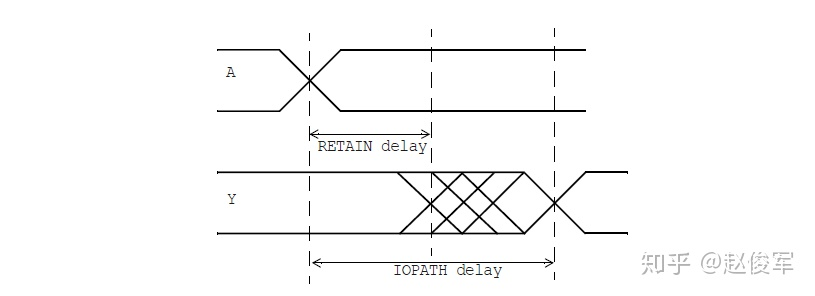 A
RETAIN delay
Y
IOPATH delay
知乎 @赵俊军